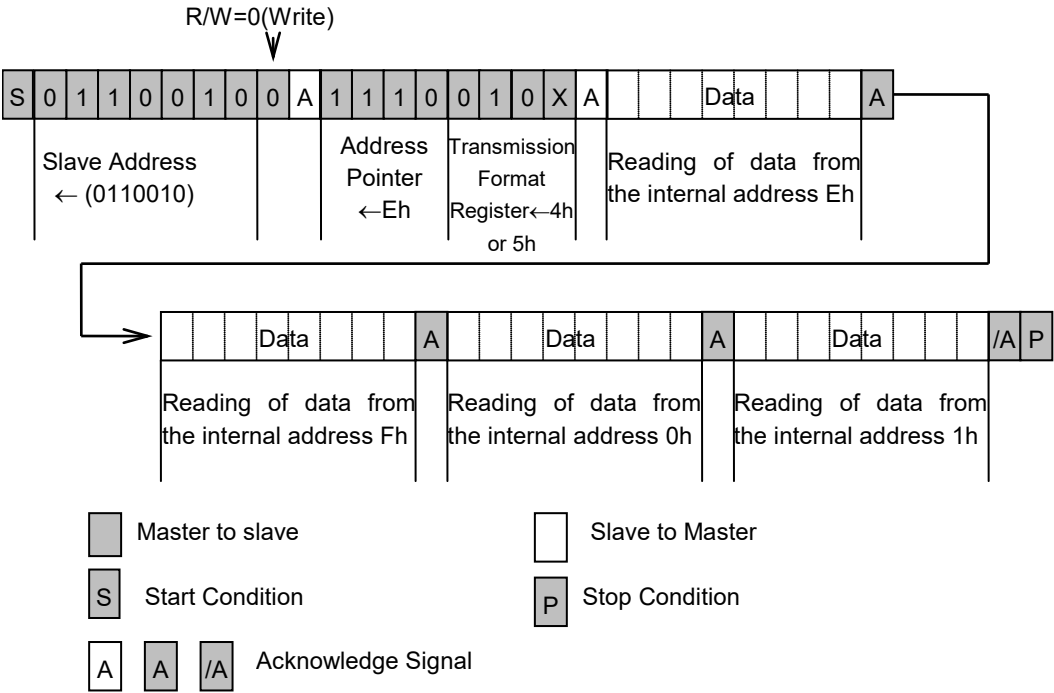 R/W=0(Write)
S 0 1 1 0 0 1 0 0 A 1 1 1 0 0 1 0 X A Data A
Slave Address
← (0110010)
Address
Pointer
←Eh
Transmission
Format
Register←4h
or 5h
Reading of data from
the internal address Eh
Data A Data A Data /A P
Reading of data from
the internal address Fh
Reading of data from
the internal address 0h
Reading of data from
the internal address 1h
Master to slave
Slave to Master
S Start Condition
P Stop Condition
A A /A Acknowledge Signal